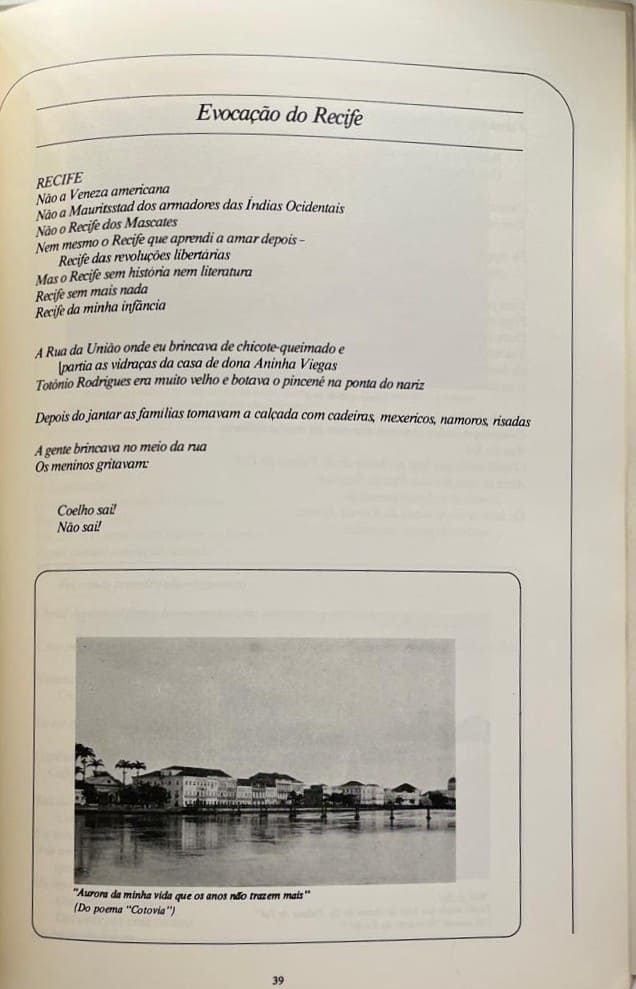 Evocação do Recife
RECIFE
Não a Veneza americana
Não a Mauritsstad dos armadores das Índias Ocidentais
Não o Recife dos Mascates
Nem mesmo o Recife que aprendi a amar depois -
Recife das revoluções libertárias
Mas o Recife sem história nem literatura
Recife sem mais nada
Recife da minha infância
A Rua da União onde eu brincava de chicote-queimado e
[partia as vidraças da casa de dona Aninha Viegas
Totônio Rodrigues era muito velho e botava o pincenê na ponta do nariz
Depois do jantar as famílias tomavam a calçada com cadeiras, mexericos, namoros, risadas
A gente brincava no meio da rua
Os meninos gritavam:
Coelho sai!
Não sai!
"Aurora da minha vida que os anos não trazem mais"
(Do poema "Cotovia")
39